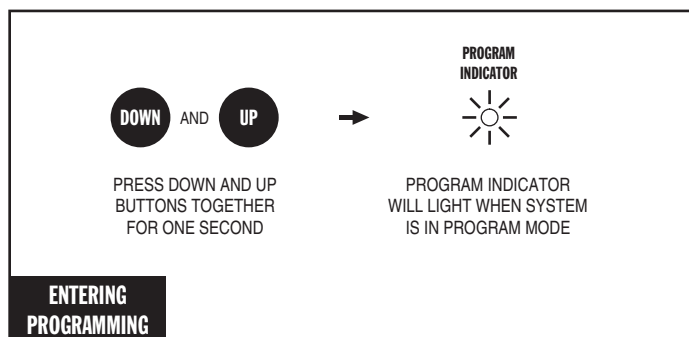 PROGRAM
INDICATOR
DOWN AND UP
PRESS DOWN AND UP
BUTTONS TOGETHER
FOR ONE SECOND
PROGRAM INDICATOR
WILL LIGHT WHEN SYSTEM
IS IN PROGRAM MODE
ENTERING
PROGRAMMING